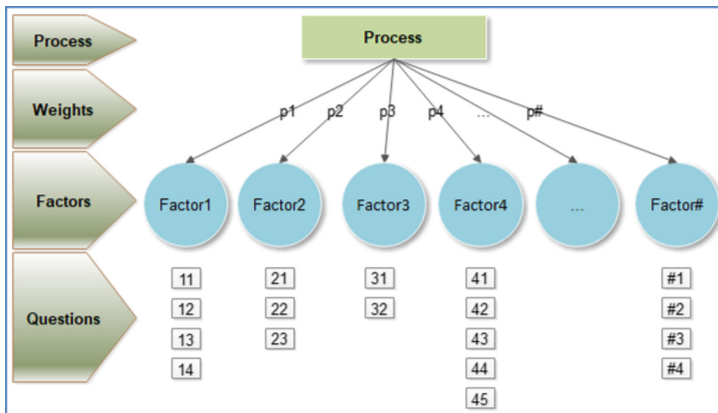 Process
Process
Weights
p1 p2 p3 p4 ... p#
Factors
Factor1 Factor2 Factor3 Factor4 ... Factor#
Questions
11 21 31 41 #1
12 22 32 42 #2
13 23 43 #3
14 44 #4
45